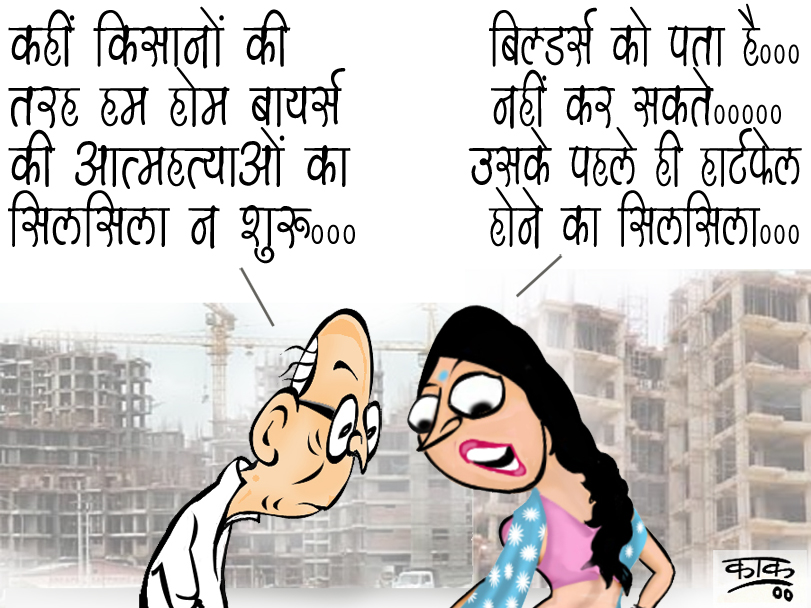 कहीं किसानों की
तरह हम होम बायर्स
की आत्महत्याओं का
सिलसिला न शुरू०००
बिल्डर्स को पता है०००
नहीं कर सकते०००००
उसके पहले ही हार्टफेल
होने का सिलसिला०००
काक